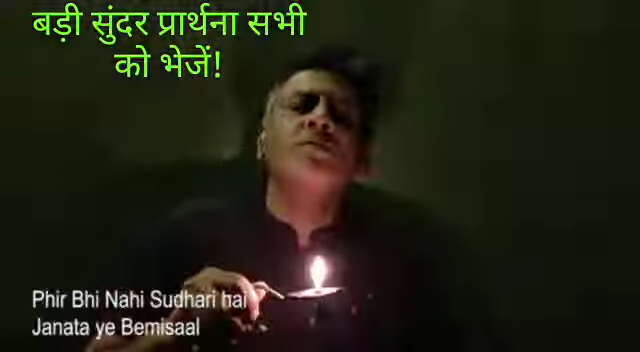 बड़ी सुंदर प्रार्थना सभी
को भेजें!
Phir Bhi Nahi Sudhari hai
Janata ye Bemisaal